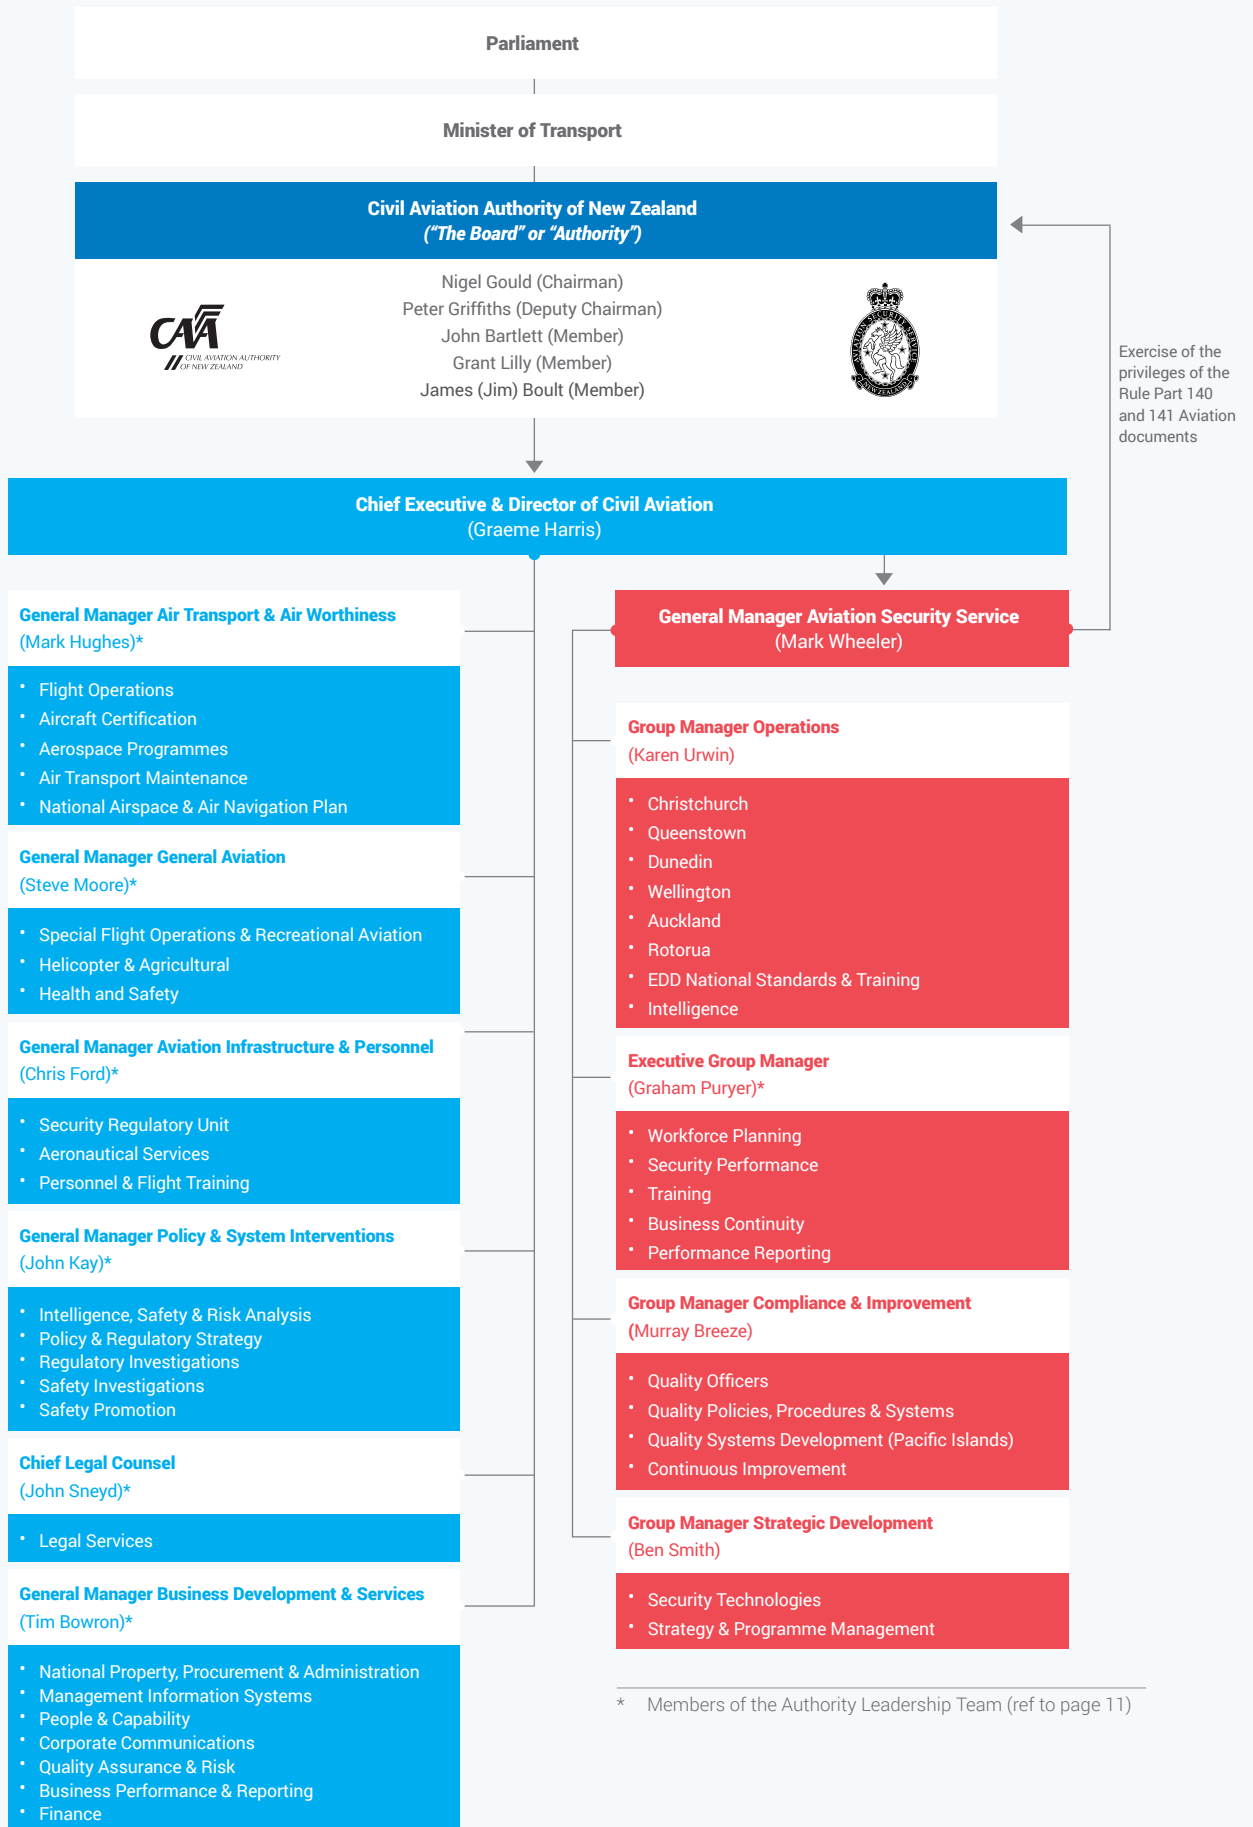 Parliament
Minister of Transport
Civil Aviation Authority of New Zealand
(“The Board” or “Authority”)
Nigel Gould (Chairman)
Peter Griffiths (Deputy Chairman)
John Bartlett (Member)
Grant Lilly (Member)
James (Jim) Boult (Member)
CAA
CIVIL AVIATION AUTHORITY
OF NEW ZEALAND
AVIATION SECURITY SERVICE
NEW ZEALAND
Exercise of the
privileges of the
Rule Part 140
and 141 Aviation
documents
Chief Executive & Director of Civil Aviation
(Graeme Harris)
General Manager Air Transport & Air Worthiness
(Mark Hughes)*
• Flight Operations
• Aircraft Certification
• Aerospace Programmes
• Air Transport Maintenance
• National Airspace & Air Navigation Plan
General Manager General Aviation
(Steve Moore)*
• Special Flight Operations & Recreational Aviation
• Helicopter & Agricultural
• Health and Safety
General Manager Aviation Infrastructure & Personnel
(Chris Ford)*
• Security Regulatory Unit
• Aeronautical Services
• Personnel & Flight Training
General Manager Policy & System Interventions
(John Kay)*
• Intelligence, Safety & Risk Analysis
• Policy & Regulatory Strategy
• Regulatory Investigations
• Safety Investigations
• Safety Promotion
Chief Legal Counsel
(John Sneyd)*
• Legal Services
General Manager Business Development & Services
(Tim Bowron)*
• National Property, Procurement & Administration
• Management Information Systems
• People & Capability
• Corporate Communications
• Quality Assurance & Risk
• Business Performance & Reporting
• Finance
General Manager Aviation Security Service
(Mark Wheeler)
Group Manager Operations
(Karen Urwin)
• Christchurch
• Queenstown
• Dunedin
• Wellington
• Auckland
• Rotorua
• EDD National Standards & Training
• Intelligence
Executive Group Manager
(Graham Puryer)*
• Workforce Planning
• Security Performance
• Training
• Business Continuity
• Performance Reporting
Group Manager Compliance & Improvement
(Murray Breeze)
• Quality Officers
• Quality Policies, Procedures & Systems
• Quality Systems Development (Pacific Islands)
• Continuous Improvement
Group Manager Strategic Development
(Ben Smith)
• Security Technologies
• Strategy & Programme Management
* Members of the Authority Leadership Team (ref to page 11)